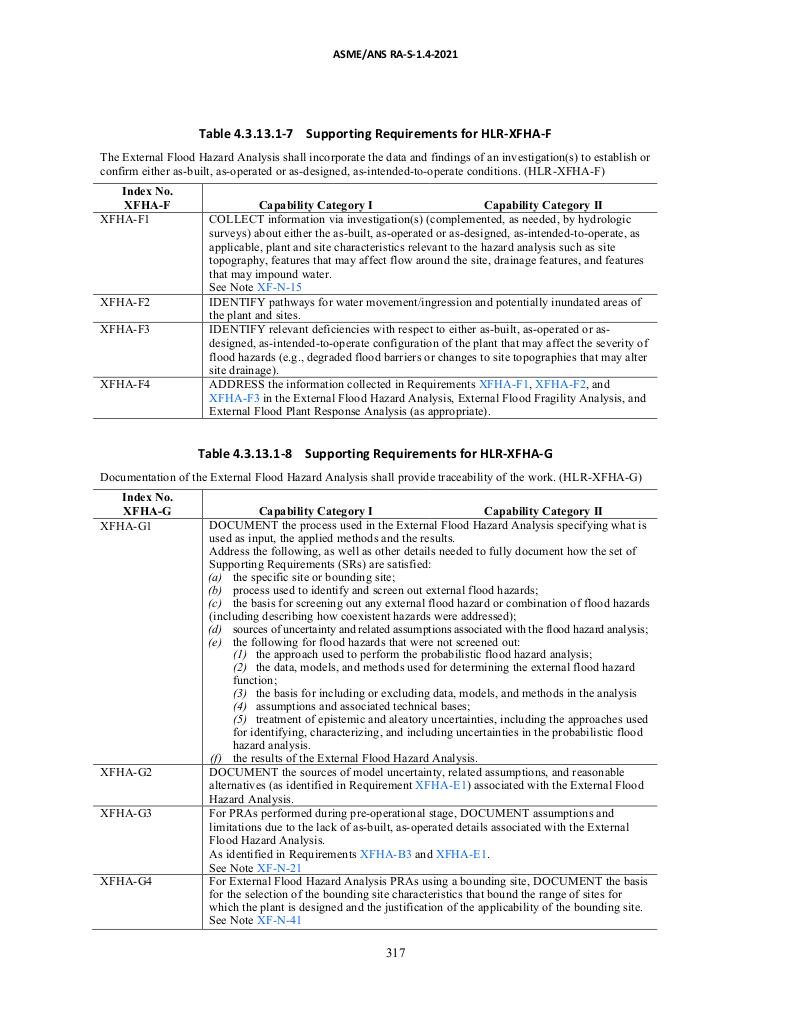 ASME/ANS RA-S-1.4-2021
Table 4.3.13.1-7 Supporting Requirements for HLR-XFHA-F
The External Flood Hazard Analysis shall incorporate the data and findings of an investigation(s) to establish or
confirm either as-built, as-operated or as-designed, as-intended-to-operate conditions. (HLR-XFHA-F)
Index No.
XFHA-F
Capability Category I Capability Category II
XFHA-F1 COLLECT information via investigation(s) (complemented, as needed, by hydrologic
surveys) about either the as-built, as-operated or as-designed, as-intended-to-operate, as
applicable, plant and site characteristics relevant to the hazard analysis such as site
topography, features that may affect flow around the site, drainage features, and features
that may impound water.
See Note XF-N-15
XFHA-F2 IDENTIFY pathways for water movement/ingression and potentially inundated areas of
the plant and sites.
XFHA-F3 IDENTIFY relevant deficiencies with respect to either as-built, as-operated or as-
designed, as-intended-to-operate configuration of the plant that may affect the severity of
flood hazards (e.g., degraded flood barriers or changes to site topographies that may alter
site drainage).
XFHA-F4 ADDRESS the information collected in Requirements XFHA-F1, XFHA-F2, and
XFHA-F3 in the External Flood Hazard Analysis, External Flood Fragility Analysis, and
External Flood Plant Response Analysis (as appropriate).
Table 4.3.13.1-8 Supporting Requirements for HLR-XFHA-G
Documentation of the External Flood Hazard Analysis shall provide traceability of the work. (HLR-XFHA-G)
Index No.
XFHA-G
Capability Category I Capability Category II
XFHA-G1 DOCUMENT the process used in the External Flood Hazard Analysis specifying what is
used as input, the applied methods and the results.
Address the following, as well as other details needed to fully document how the set of
Supporting Requirements (SRs) are satisfied:
(a) the specific site or bounding site;
(b) process used to identify and screen out external flood hazards;
(c) the basis for screening out any external flood hazard or combination of flood hazards
(including describing how coexistent hazards were addressed);
(d) sources of uncertainty and related assumptions associated with the flood hazard analysis;
(e) the following for flood hazards that were not screened out:
(1) the approach used to perform the probabilistic flood hazard analysis;
(2) the data, models, and methods used for determining the external flood hazard
function;
(3) the basis for including or excluding data, models, and methods in the analysis
(4) assumptions and associated technical bases;
(5) treatment of epistemic and aleatory uncertainties, including the approaches used
for identifying, characterizing, and including uncertainties in the probabilistic flood
hazard analysis.
(f) the results of the External Flood Hazard Analysis.
XFHA-G2 DOCUMENT the sources of model uncertainty, related assumptions, and reasonable
alternatives (as identified in Requirement XFHA-E1) associated with the External Flood
Hazard Analysis.
XFHA-G3 For PRAs performed during pre-operational stage, DOCUMENT assumptions and
limitations due to the lack of as-built, as-operated details associated with the External
Flood Hazard Analysis.
As identified in Requirements XFHA-B3 and XFHA-E1.
See Note XF-N-21
XFHA-G4 For External Flood Hazard Analysis PRAs using a bounding site, DOCUMENT the basis
for the selection of the bounding site characteristics that bound the range of sites for
which the plant is designed and the justification of the applicability of the bounding site.
See Note XF-N-41
317